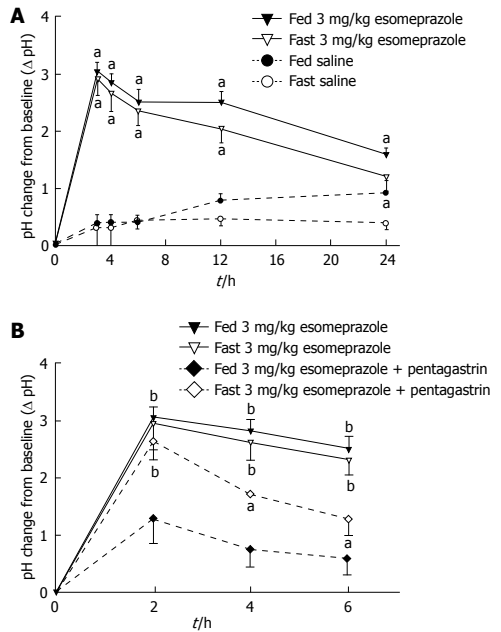 A
Fed 3 mg/kg esomeprazole
Fast 3 mg/kg esomeprazole
Fed saline
Fast saline
pH change from baseline (Δ pH)
4
3
2
1
0
a
a
a
a
a
a
a
a
a
a
0
4
8
12
16
20
24
t/h
B
Fed 3 mg/kg esomeprazole
Fast 3 mg/kg esomeprazole
Fed 3 mg/kg esomeprazole + pentagastrin
Fast 3 mg/kg esomeprazole + pentagastrin
pH change from baseline (Δ pH)
4
3
2
1
0
b
b
b
b
b
b
a
a
0
2
4
6
t/h